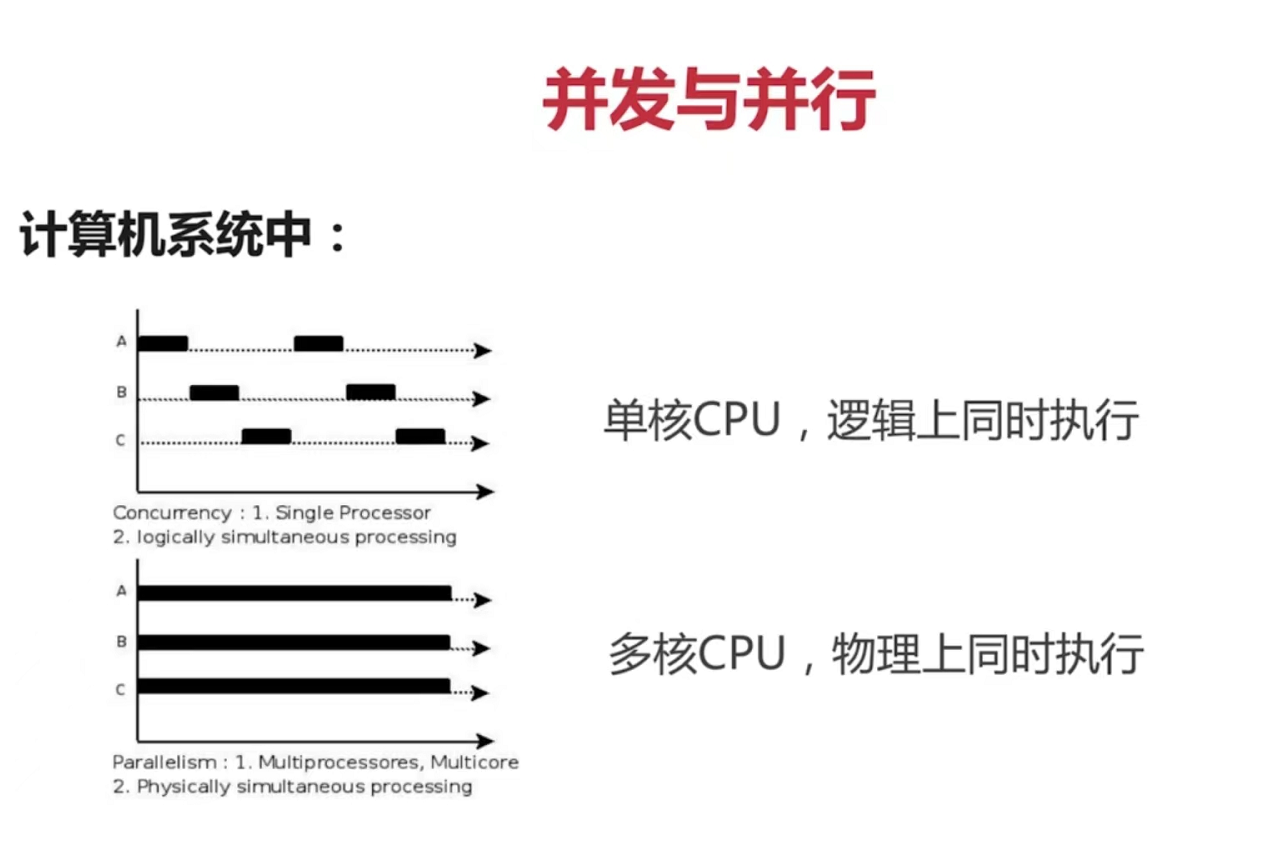 并发与并行
计算机系统中：
A
B
C
单核CPU，逻辑上同时执行
Concurrency : 1. Single Processor
2. logically simultaneous processing
A
B
C
多核CPU，物理上同时执行
Parallelism : 1. Multiprocessores, Multicore
2. Physically simultaneous processing